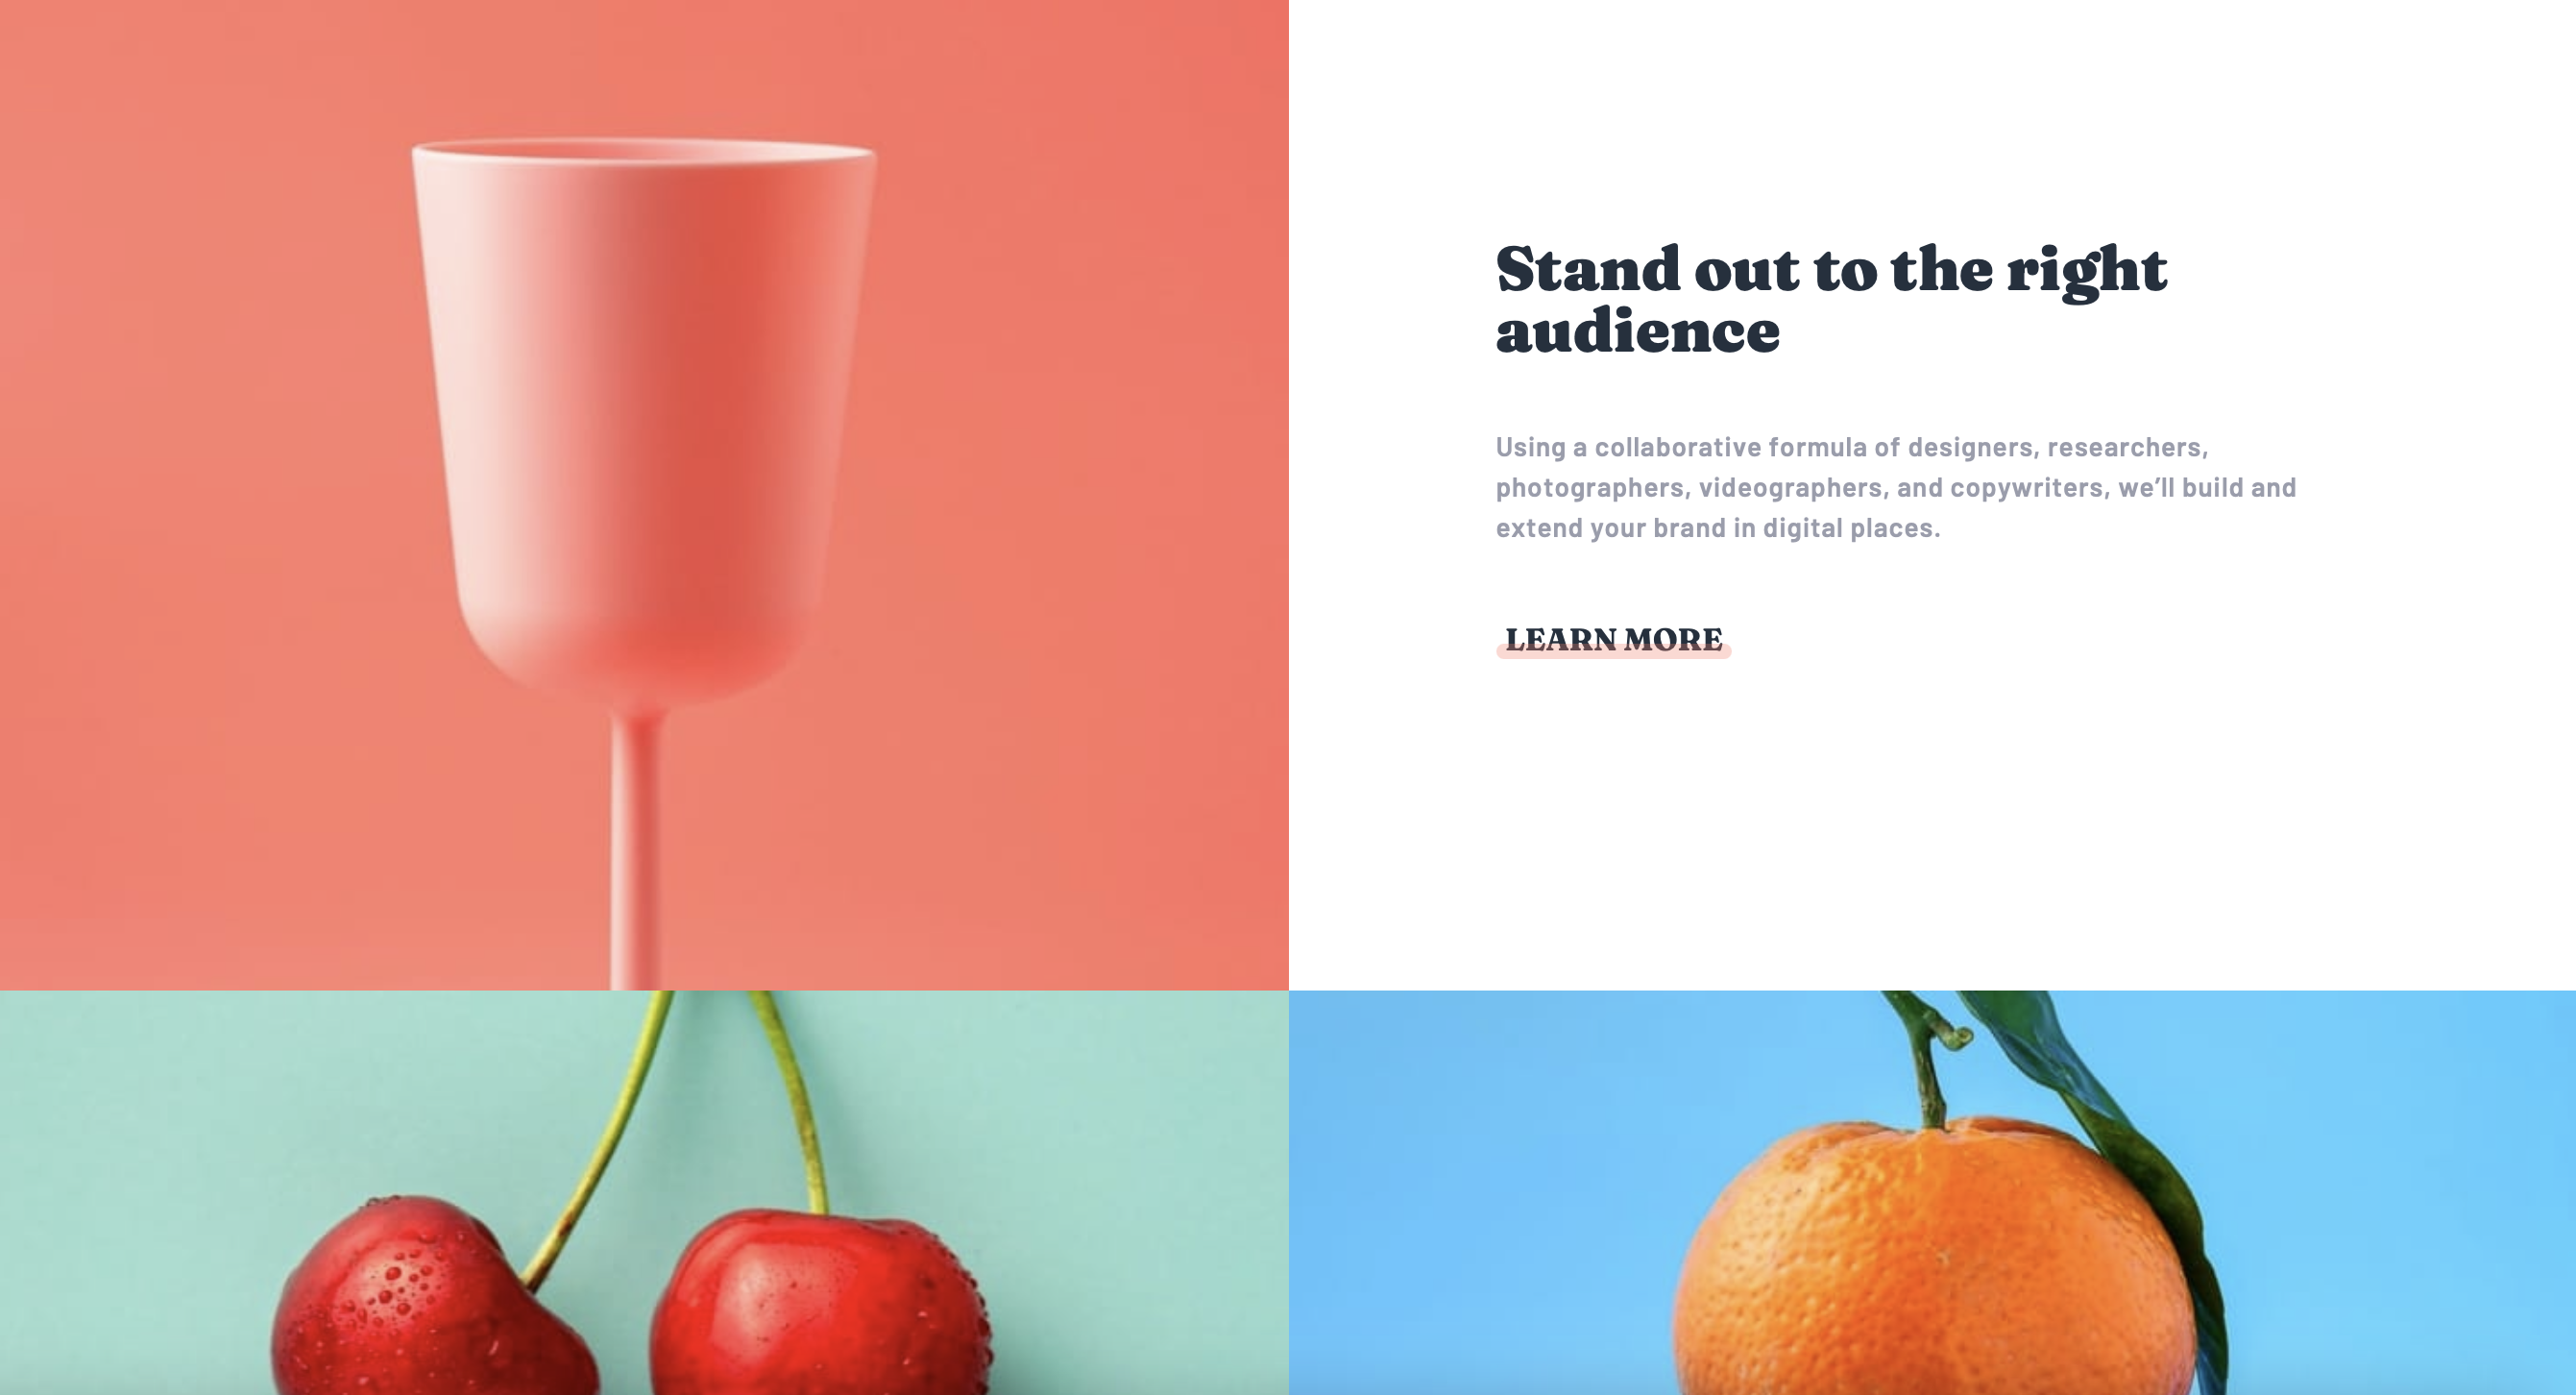 Stand out to the right
audience
Using a collaborative formula of designers, researchers,
photographers, videographers, and copywriters, we’ll build and
extend your brand in digital places.
LEARN MORE